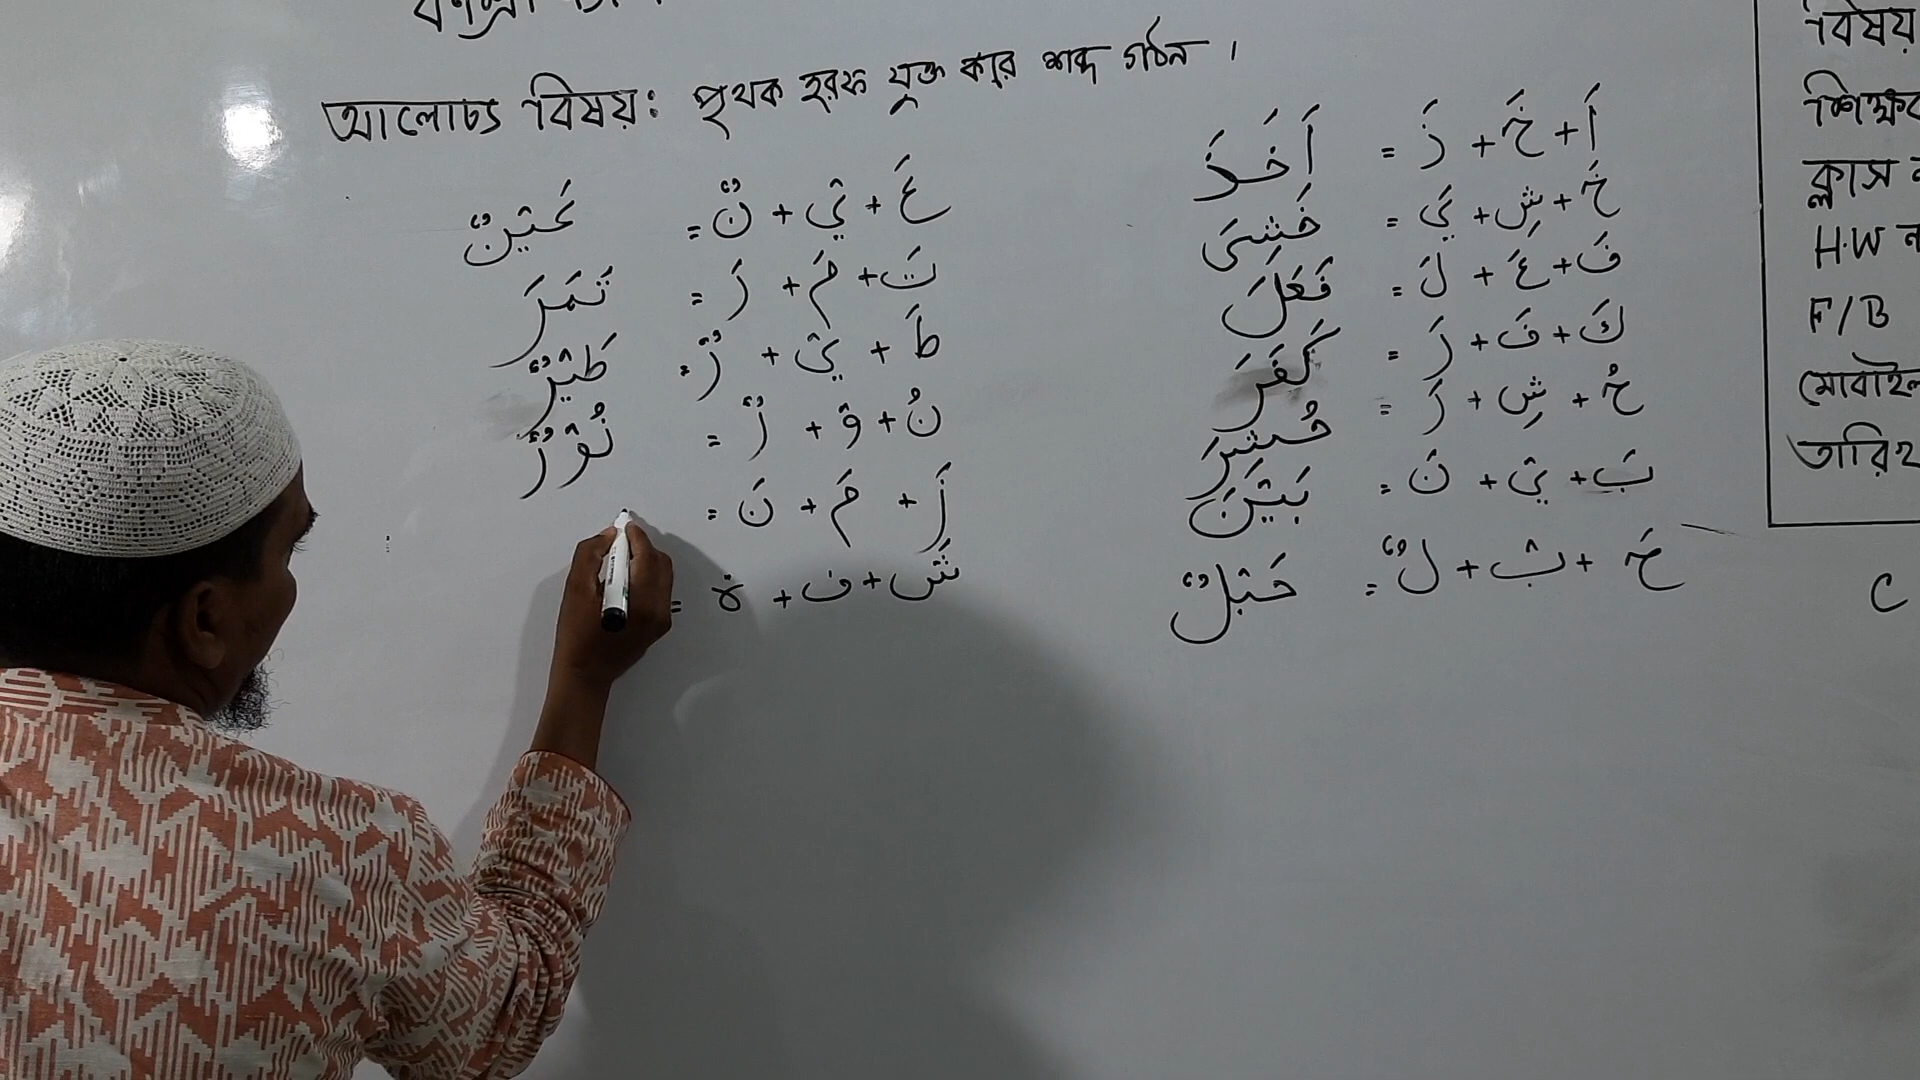 আলোচ্য বিষয়: পৃথক হরফ যুক্ত করে শব্দ গঠন।
أَ + خَ + ذَ = أَخَذَ
خَ + شِ + يَ = خَشِىَ
فَ + عَ + لَ = فَعَلَ
كَ + فَ + رَ = كَفَرَ
حُ + شِ + رَ = حُشِرَ
بَ + يْ + نَ = بَيْنَ
حَ + بْ + لٌ = حَبْلٌ
عَ + يْ + نٌ = عَيْنٌ
تَ + مَ + رَ = تَمَرَ
طَ + يْ + رٌ = طَيْرٌ
نُ + وْ + رٌ = نُوْرٌ
زَ + مَ + نَ =
شَ + ف + ة =
বিষয়
ক্লাস
H.W
F/B
মোবাইল
C